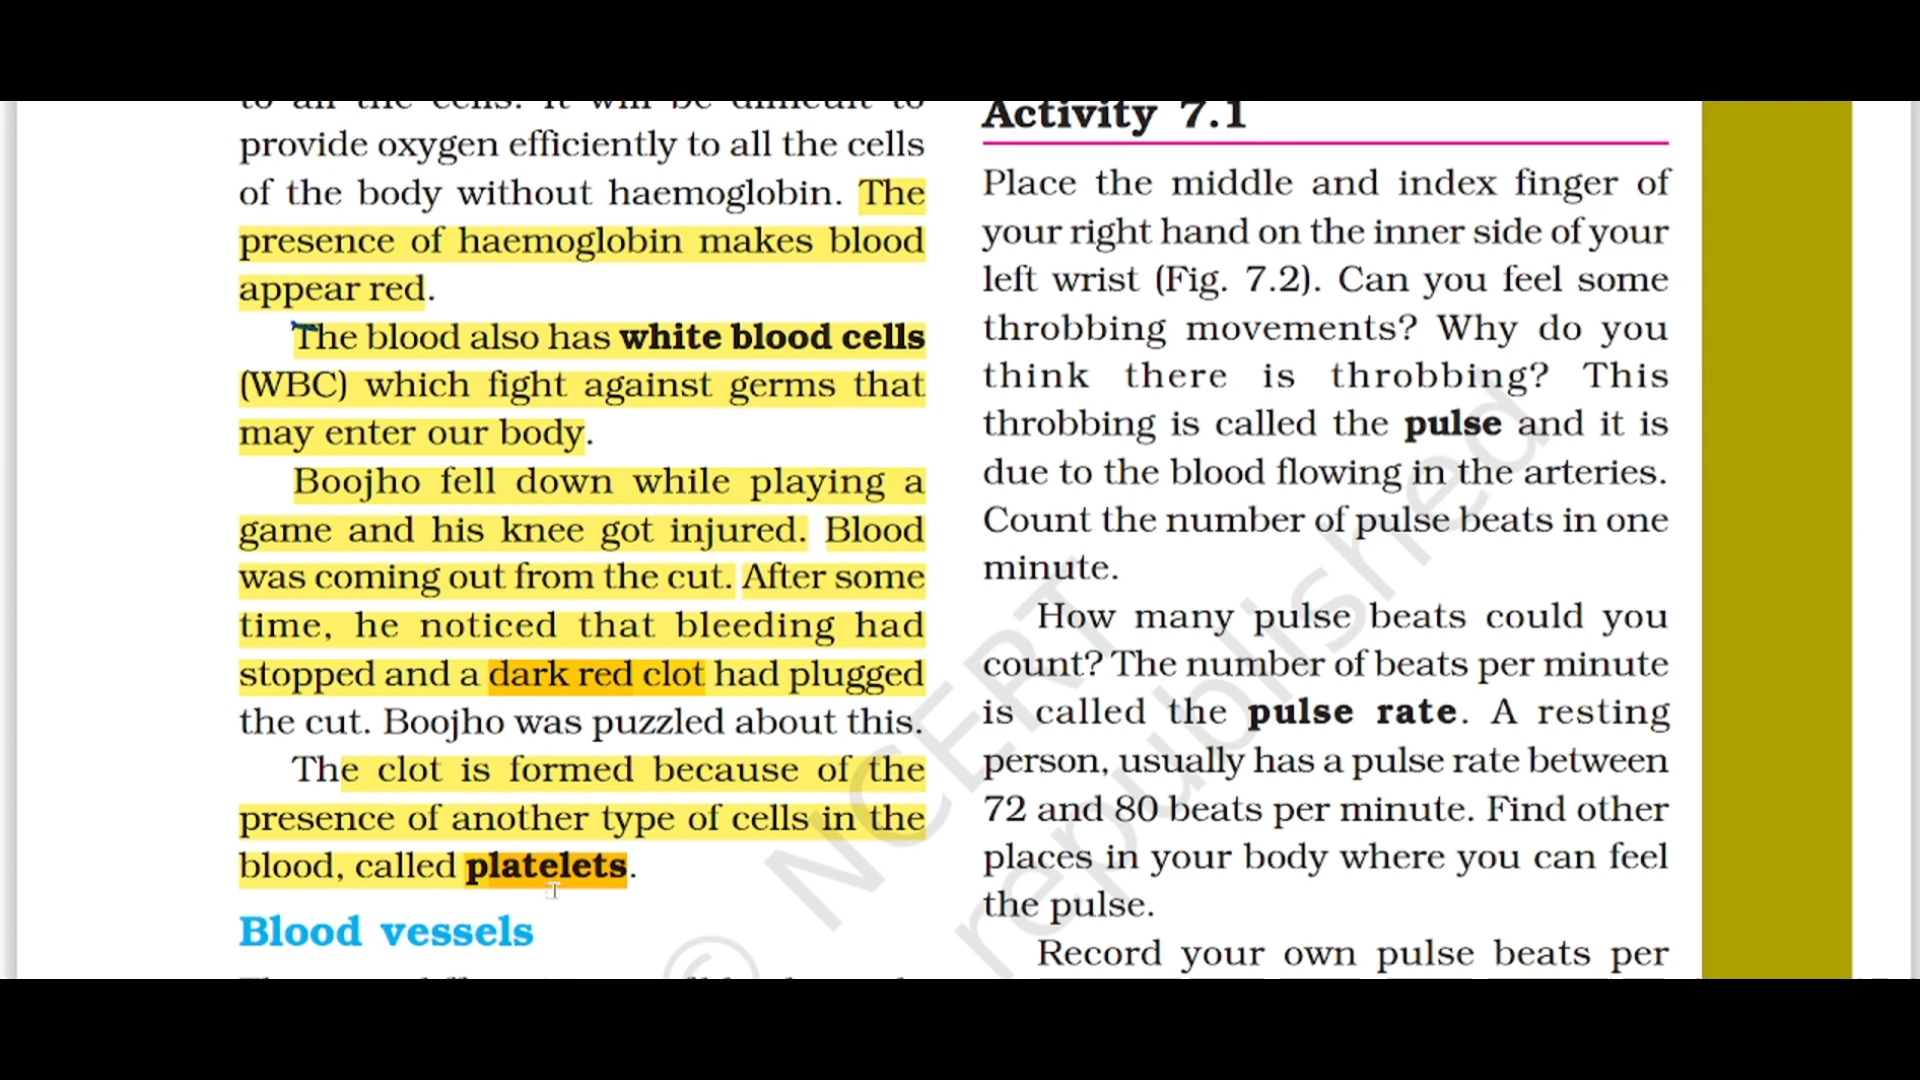 to all the cells. It will be difficult to
provide oxygen efficiently to all the cells
of the body without haemoglobin. The
presence of haemoglobin makes blood
appear red.
The blood also has white blood cells
(WBC) which fight against germs that
may enter our body.
Boojho fell down while playing a
game and his knee got injured. Blood
was coming out from the cut. After some
time, he noticed that bleeding had
stopped and a dark red clot had plugged
the cut. Boojho was puzzled about this.
The clot is formed because of the
presence of another type of cells in the
blood, called platelets.
Blood vessels
Activity 7.1
Place the middle and index finger of
your right hand on the inner side of your
left wrist (Fig. 7.2). Can you feel some
throbbing movements? Why do you
think there is throbbing? This
throbbing is called the pulse and it is
due to the blood flowing in the arteries.
Count the number of pulse beats in one
minute.
How many pulse beats could you
count? The number of beats per minute
is called the pulse rate. A resting
person, usually has a pulse rate between
72 and 80 beats per minute. Find other
places in your body where you can feel
the pulse.
Record your own pulse beats per
© NCERT
republished